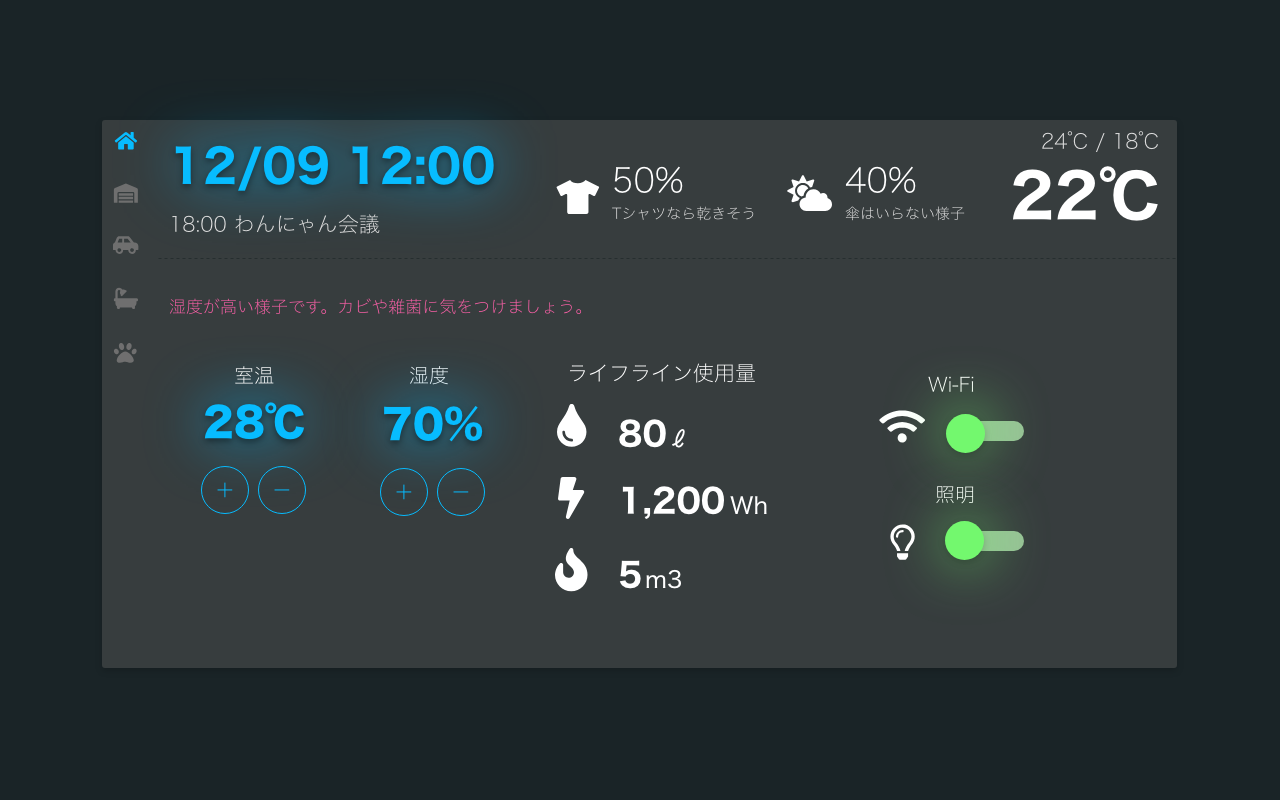 12/09 12:00
18:00 わんにゃん会議
50%
Tシャツなら乾きそう
40%
傘はいらない様子
24℃ / 18℃
22℃
湿度が高い様子です。カビや雑菌に気をつけましょう。
室温
28℃
湿度
70%
ライフライン使用量
80ℓ
1,200 Wh
5m3
Wi-Fi
照明